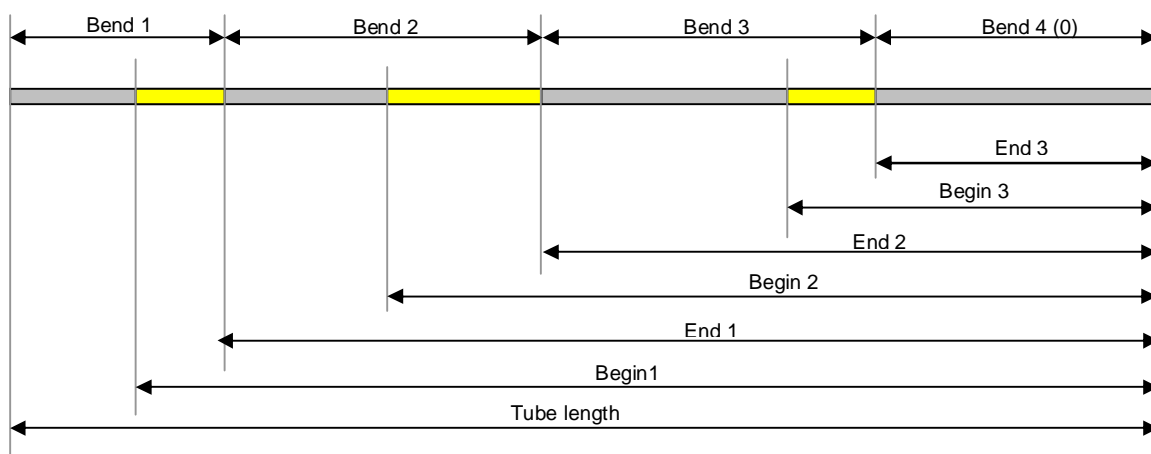 Bend 1 Bend 2 Bend 3 Bend 4 (0)
End 3
Begin 3
End 2
Begin 2
End 1
Begin1
Tube length